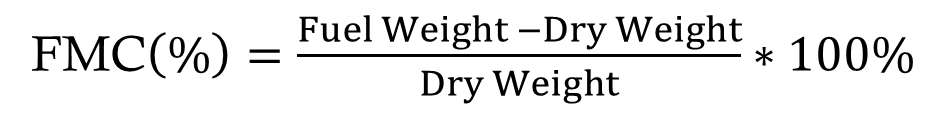 FMC(%) = Fuel Weight −Dry Weight / Dry Weight * 100%